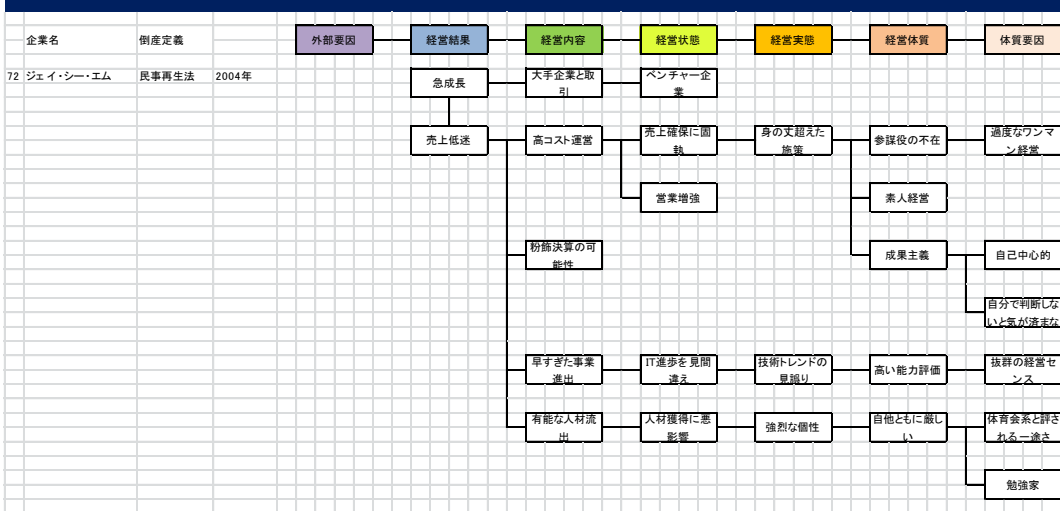 企業名 倒産定義 外部要因 経営結果 経営内容 経営状態 経営実態 経営体質 体質要因
72 ジェイ・シー・エム 民事再生法 2004年
急成長
大手企業と取
引
ベンチャー企
業
売上低迷
高コスト運営
売上確保に固
執
身の丈超えた
施策
参謀役の不在
過度なワンマ
ン経営
営業増強
素人経営
粉飾決算の可
能性
成果主義
自己中心的
自分で判断しな
いと気が済まな
早すぎた事業
進出
IT進歩を見間
違え
技術トレンドの
見誤り
高い能力評価
抜群の経営セ
ンス
有能な人材流
出
人材獲得に悪
影響
強烈な個性
自他ともに厳し
い
体育会系と評さ
れる一途さ
勉強家